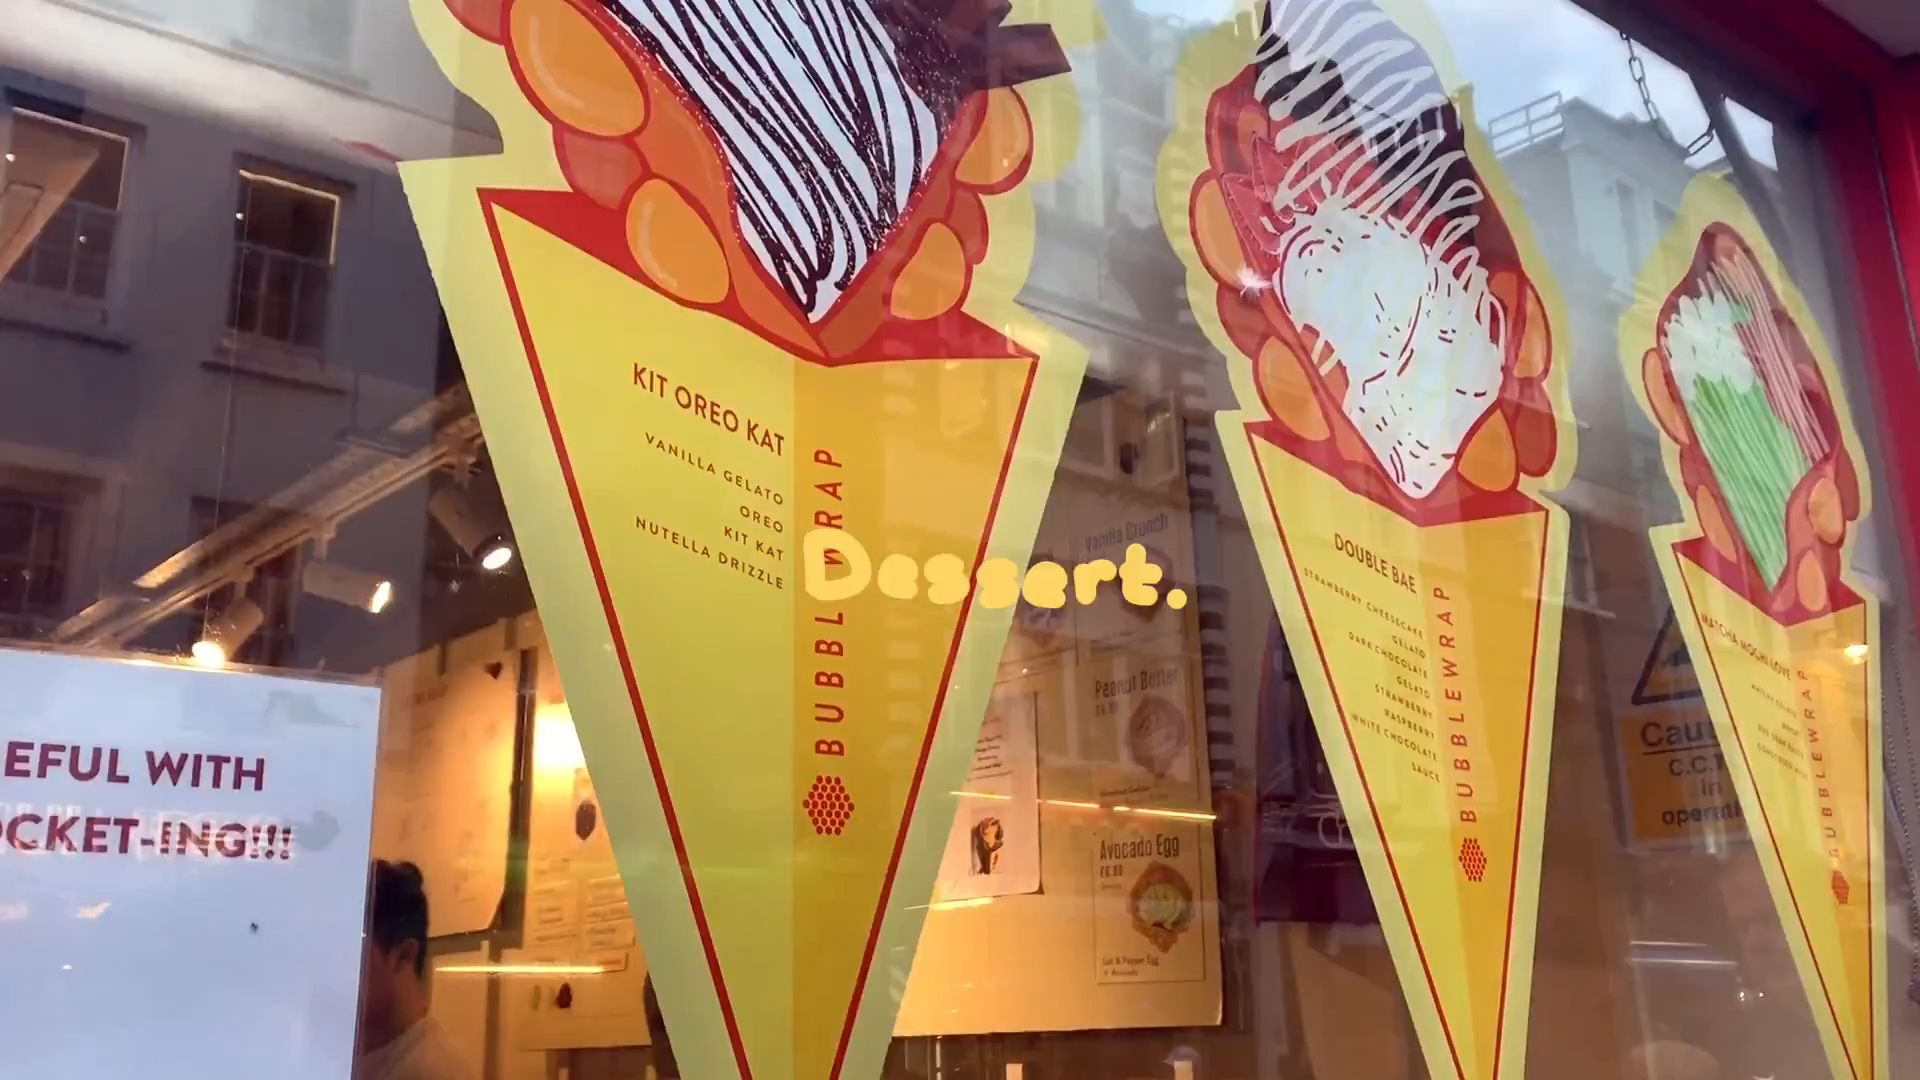 KIT OREO KAT
VANILLA GELATO
OREO
KIT KAT
NUTELLA DRIZZLE
BUBBLEWRAP
Dessert.
DOUBLE BAE
STRAWBERRY CHEESECAKE
GELATO
DARK CHOCOLATE
GELATO
STRAWBERRY
RASPBERRY
WHITE CHOCOLATE
SAUCE
BUBBLEWRAP
MATCHA MOCHI LOVE
BUBBLEWRAP
EFUL WITH
OCKET-ING!!!
Vanilla Crunch
Peanut Butter
Avocado Egg
Caut
C.C.T
in
operati